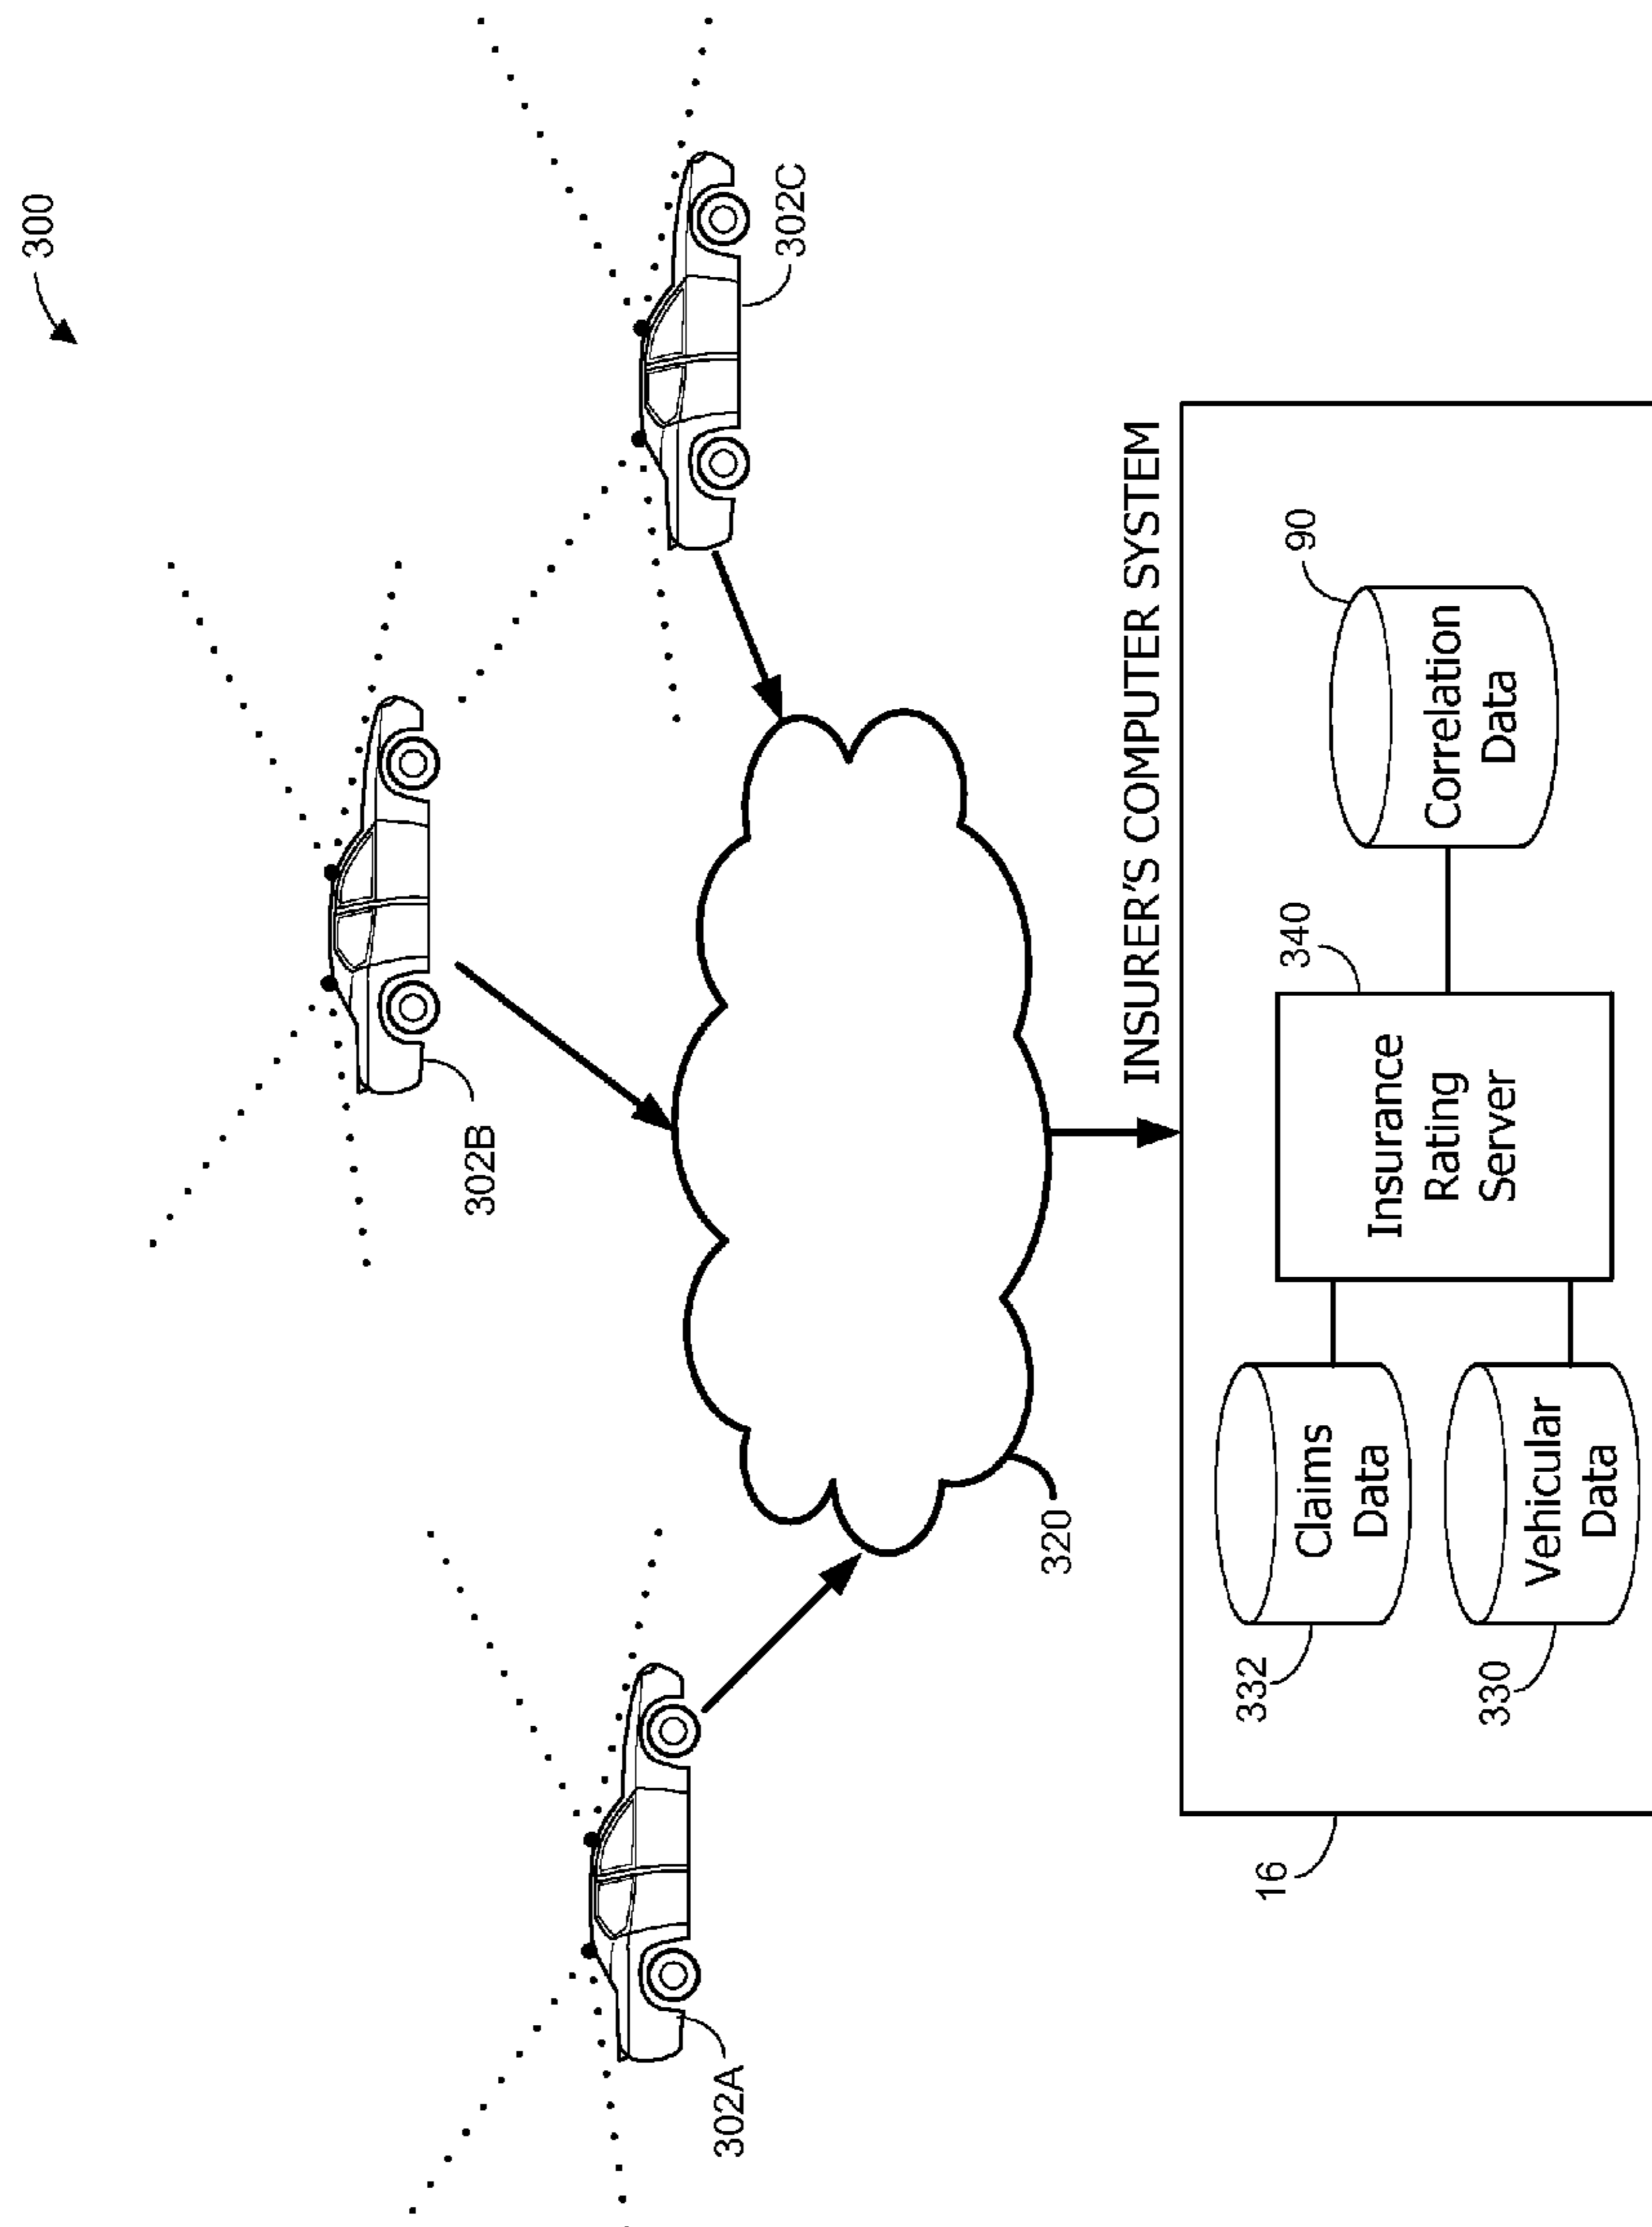 300
302B
302C
302A
320
INSURER'S COMPUTER SYSTEM
16
332
Claims
Data
330
Vehicular
Data
340
Insurance
Rating
Server
90
Correlation
Data